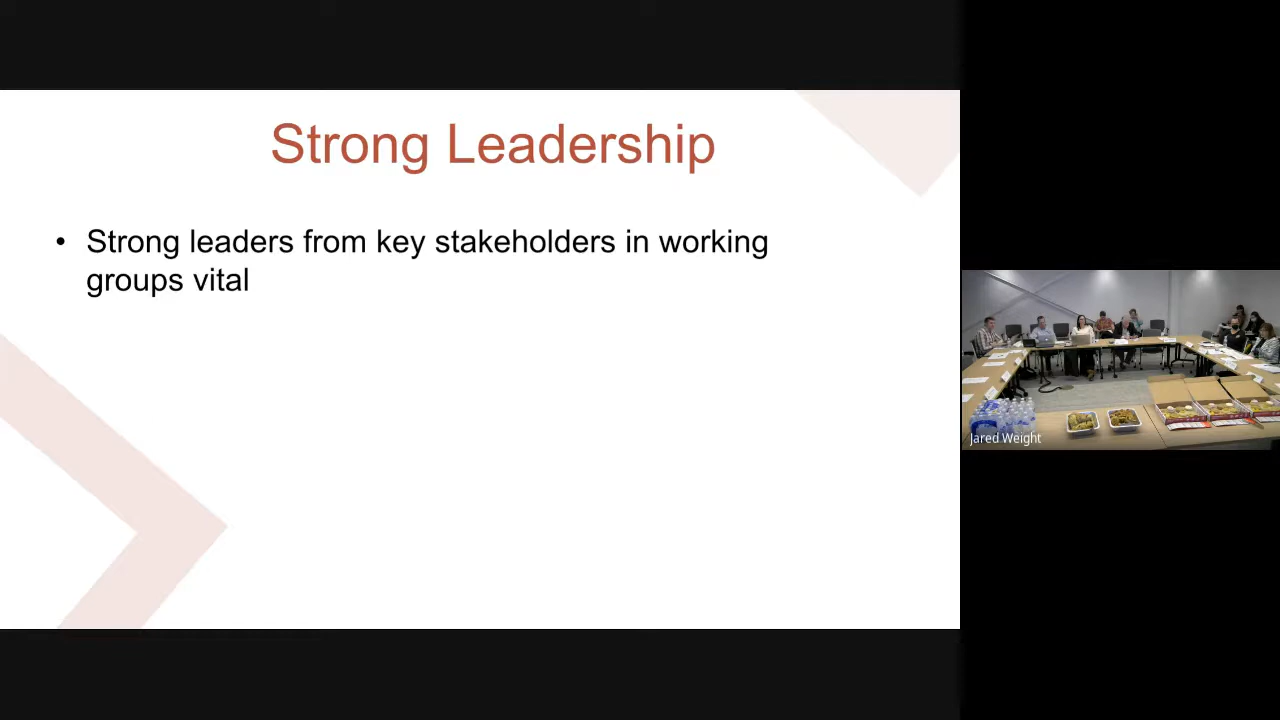 Strong Leadership
• Strong leaders from key stakeholders in working
groups vital
Jared Weight